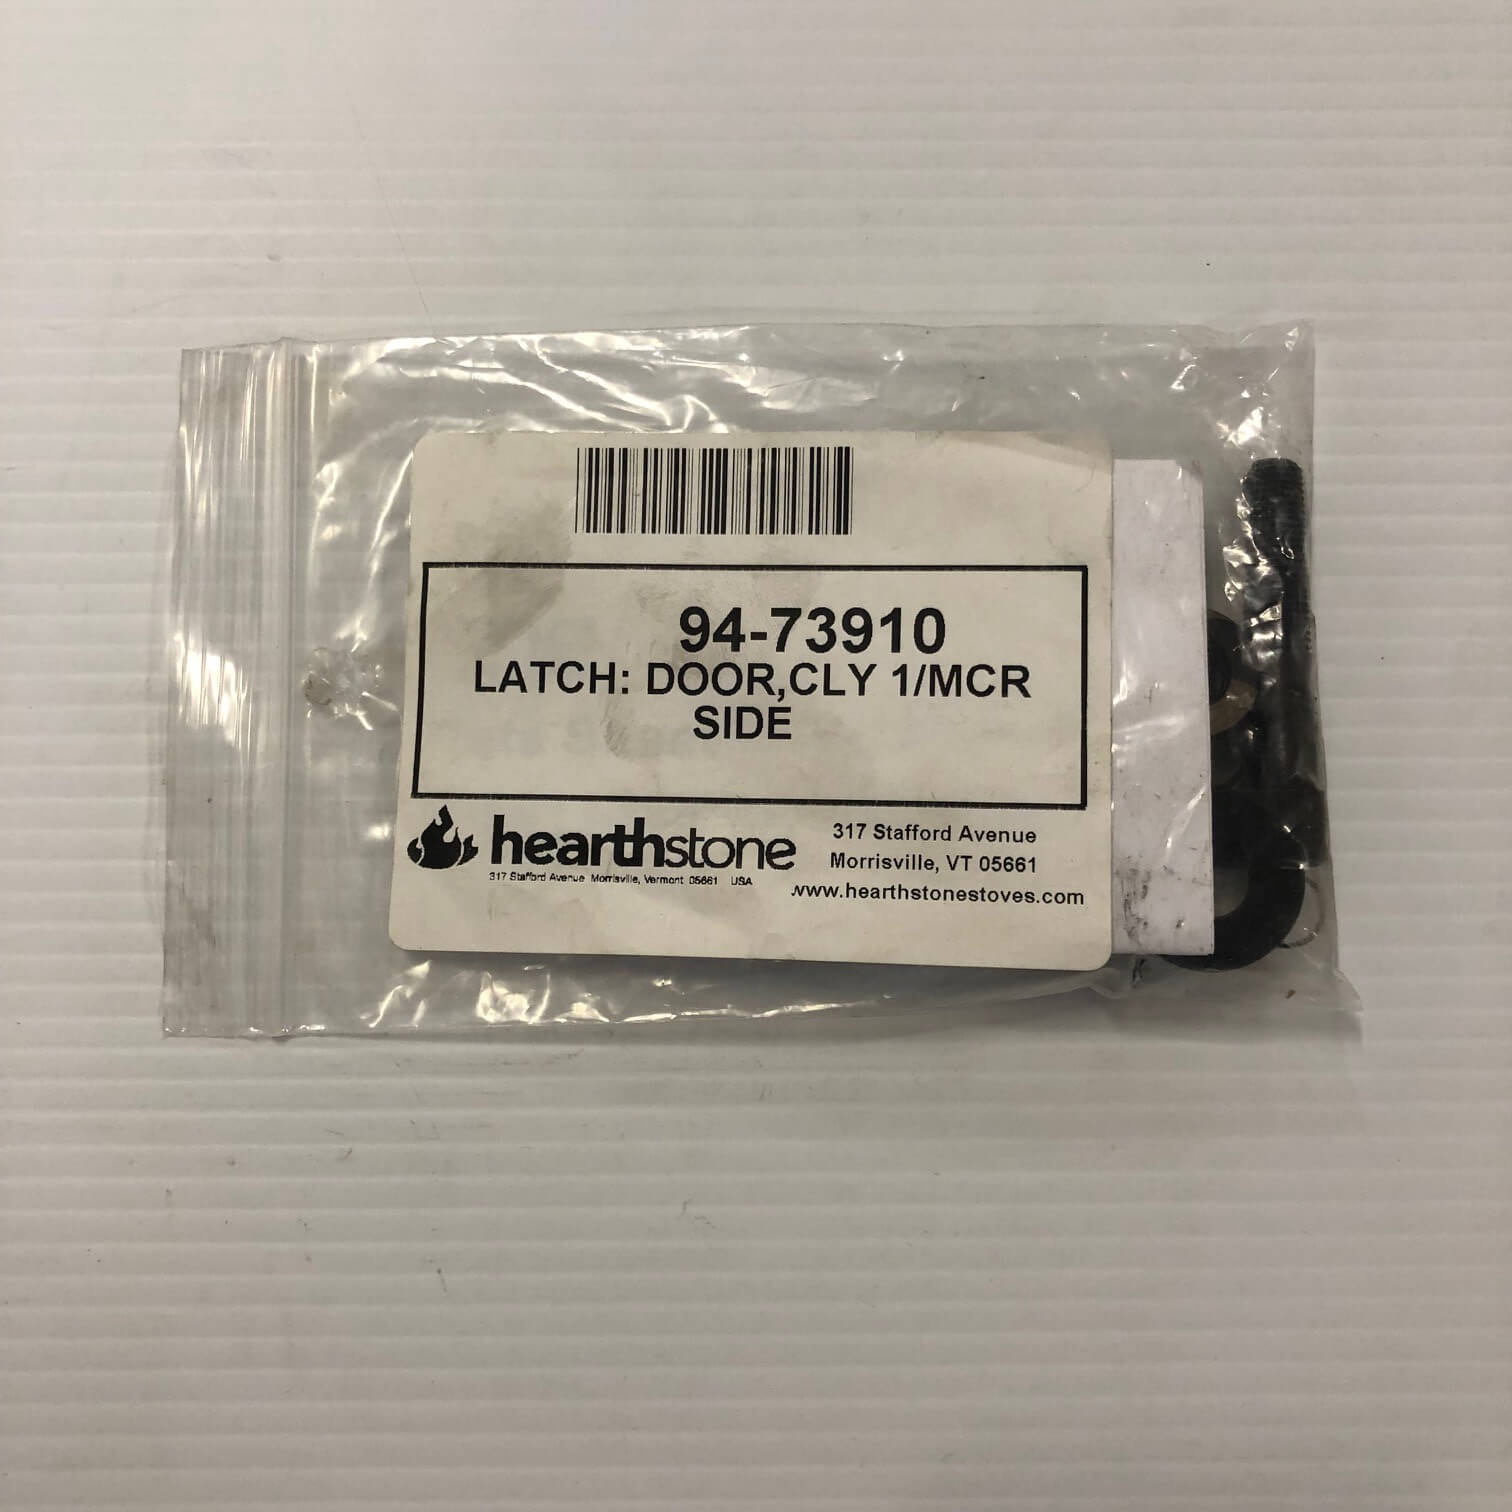 94-73910
LATCH: DOOR,CLY 1/MCR
SIDE
hearthstone
317 Stafford Avenue Morrisville, Vermont 05661 USA
317 Stafford Avenue
Morrisville, VT 05661
www.hearthstonestoves.com